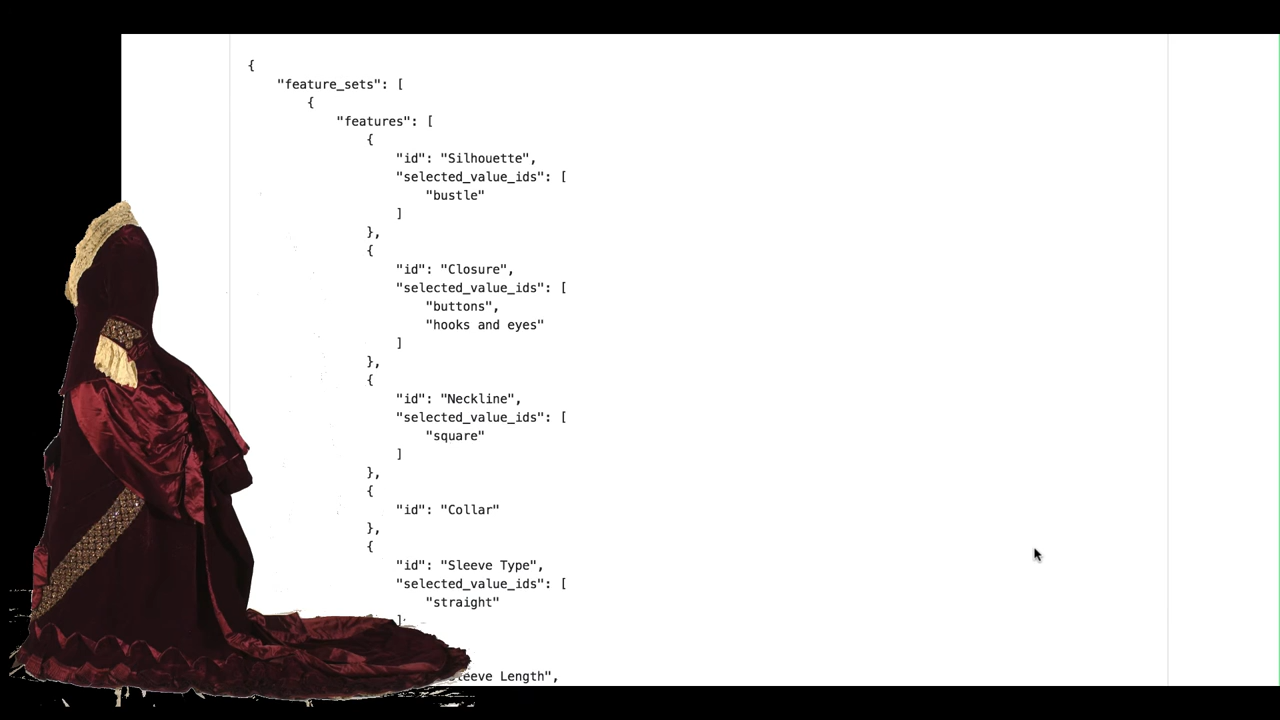 {
"feature_sets": [
{
"features": [
{
"id": "Silhouette",
"selected_value_ids": [
"bustle"
]
},
{
"id": "Closure",
"selected_value_ids": [
"buttons",
"hooks and eyes"
]
},
{
"id": "Neckline",
"selected_value_ids": [
"square"
]
},
{
"id": "Collar"
},
{
"id": "Sleeve Type",
"selected_value_ids": [
"straight"
]
Length",